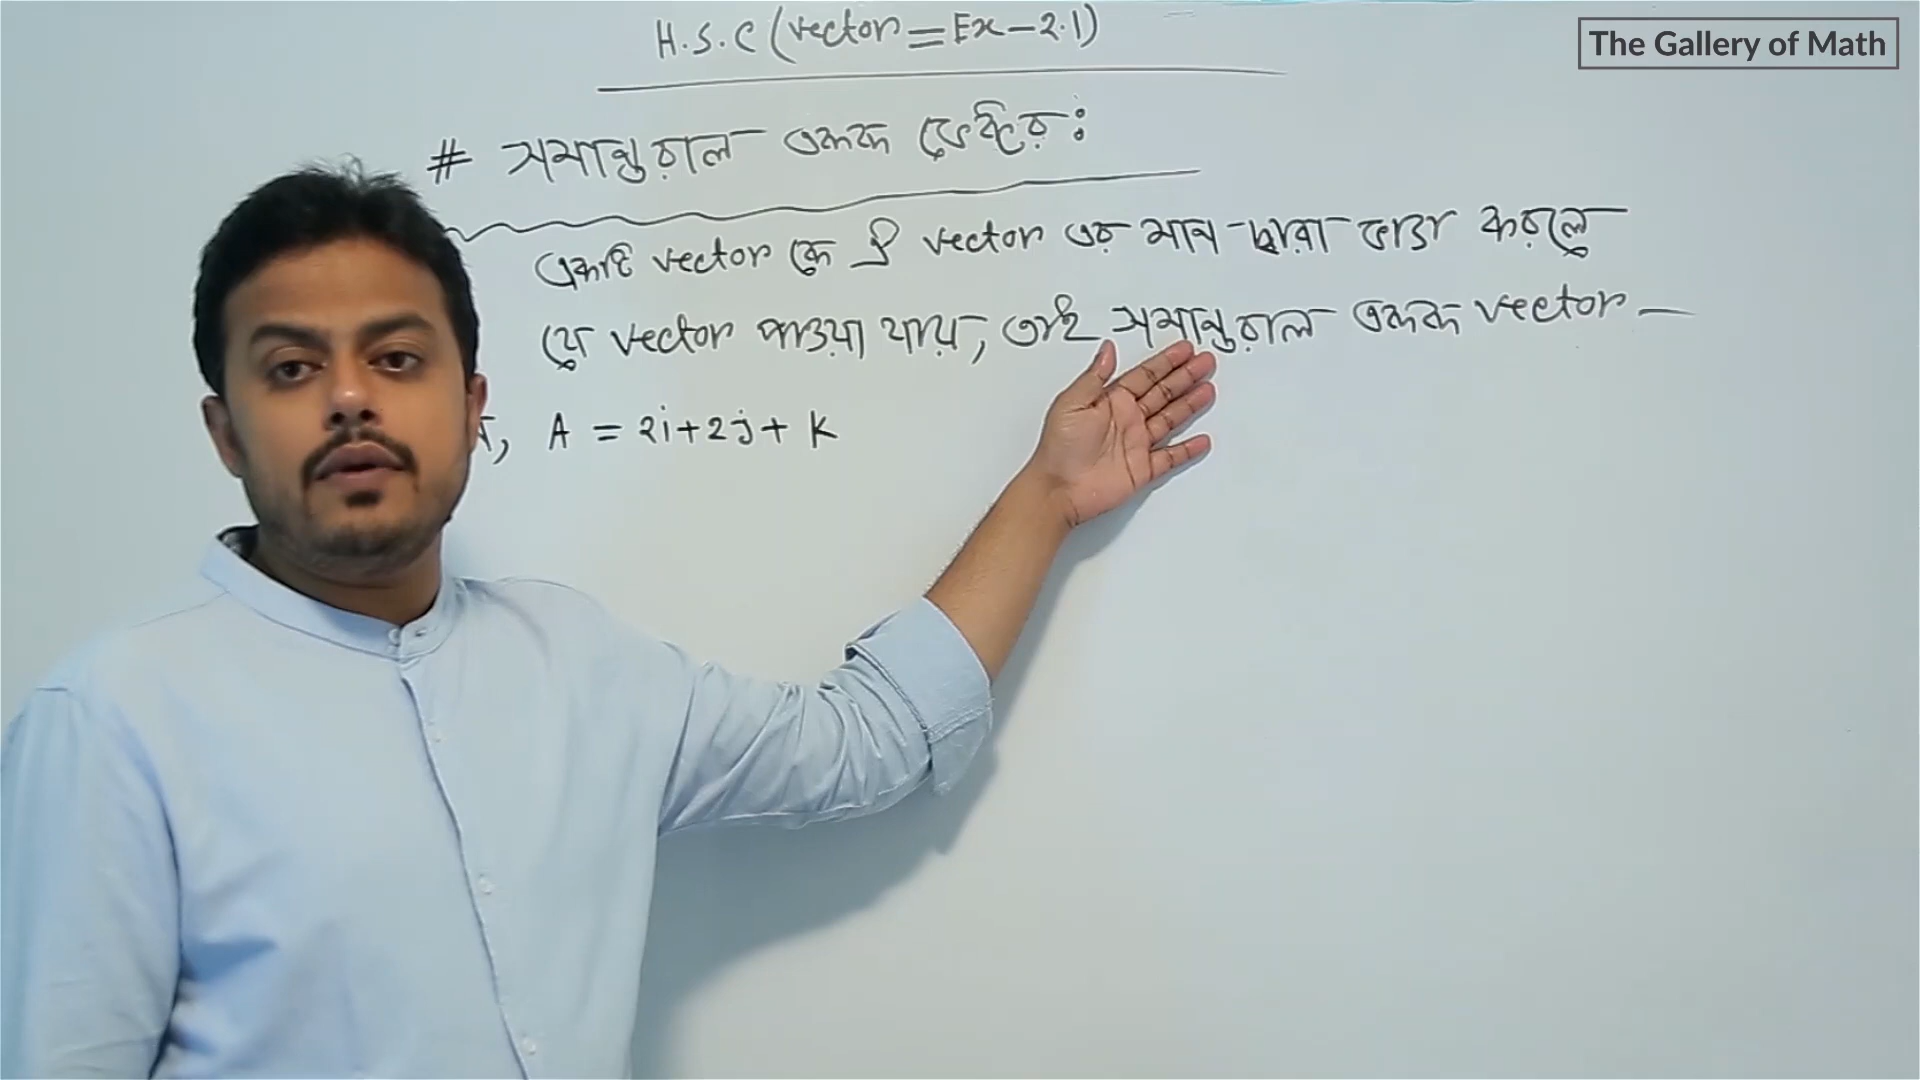 H.S.C (vector = Ex - 2.1)
The Gallery of Math
# সমান্তরাল একক ভেক্টর:
একটি vector কে ঐ vector এর মান দ্বারা ভাগ করলে
যে vector পাওয়া যায়, তাই সমান্তরাল একক vector -
, A = 2i+2j+ k